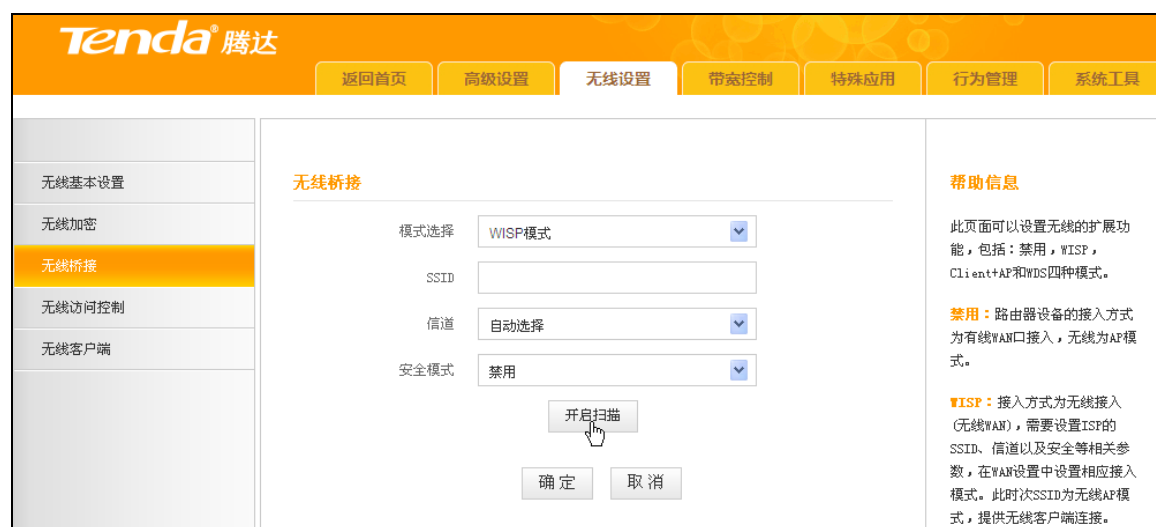 Tenda® 腾达
返回首页 高级设置 无线设置 带宽控制 特殊应用 行为管理 系统工具
无线基本设置
无线加密
无线桥接
无线访问控制
无线客户端
无线桥接
模式选择 WISP模式
SSID
信道 自动选择
安全模式 禁用
开启扫描
确定 取消
帮助信息
此页面可以设置无线的扩展功
能，包括：禁用，WISP，
Client+AP和WDS四种模式。
禁用：路由器设备的接入方式
为有线WAN口接入，无线为AP模
式。
WISP：接入方式为无线接入
(无线WAN)，需要设置ISP的
SSID、信道以及安全等相关参
数，在WAN设置中设置相应接入
模式。此时次SSID为无线AP模
式，提供无线客户端连接。